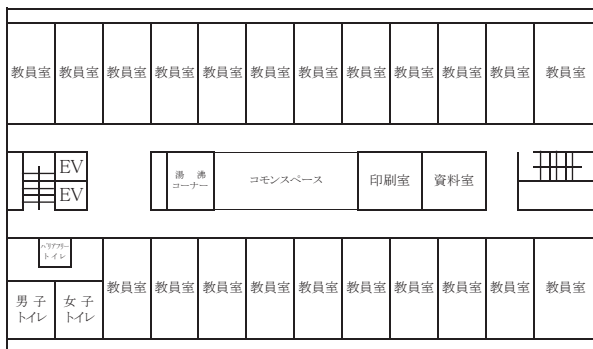 教員室 教員室 教員室 教員室 教員室 教員室 教員室 教員室 教員室 教員室 教員室 教員室
EV
EV
湯 沸
コーナー
コモンスペース
印刷室
資料室
バリアフリー
トイレ
男 子
トイレ
女 子
トイレ
教員室 教員室 教員室 教員室 教員室 教員室 教員室 教員室 教員室 教員室